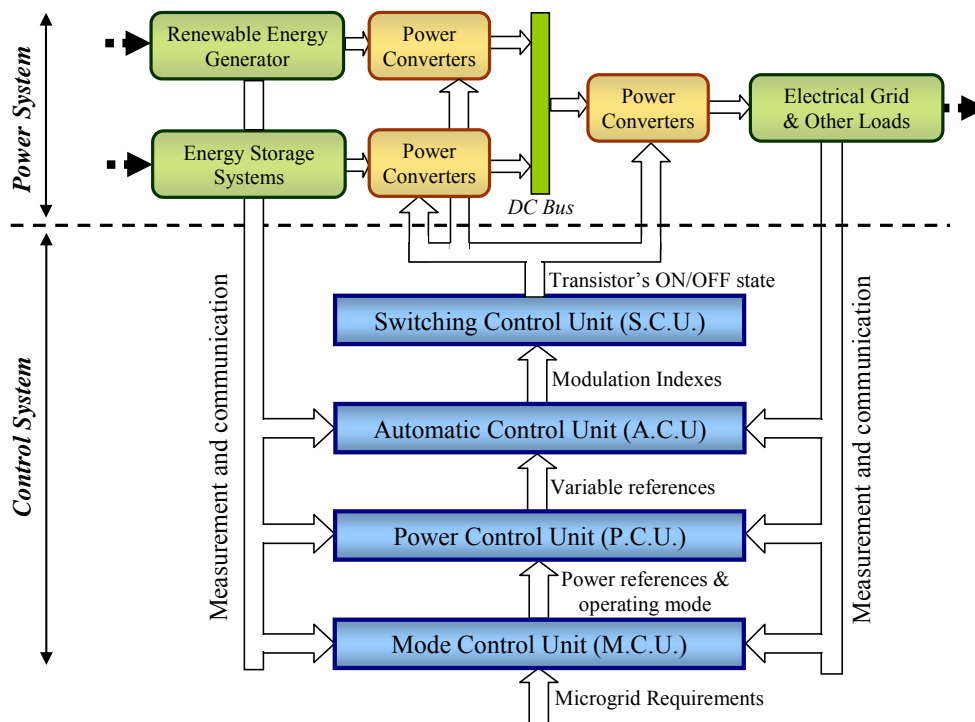 Power System
Renewable Energy
Generator
Power
Converters
Energy Storage
Systems
Power
Converters
DC Bus
Power
Converters
Electrical Grid
& Other Loads
Control System
Measurement and communication
Transistor's ON/OFF state
Switching Control Unit (S.C.U.)
Modulation Indexes
Automatic Control Unit (A.C.U)
Variable references
Power Control Unit (P.C.U.)
Power references &
operating mode
Mode Control Unit (M.C.U.)
Microgrid Requirements
Measurement and communication